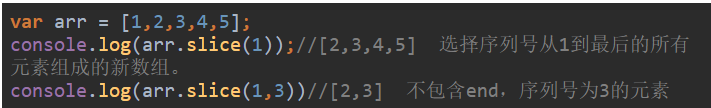 var arr = [1,2,3,4,5];
console.log(arr.slice(1));//[2,3,4,5]  选择序列号从1到最后的所有
元素组成的新数组。
console.log(arr.slice(1,3))//[2,3]  不包含end，序列号为3的元素